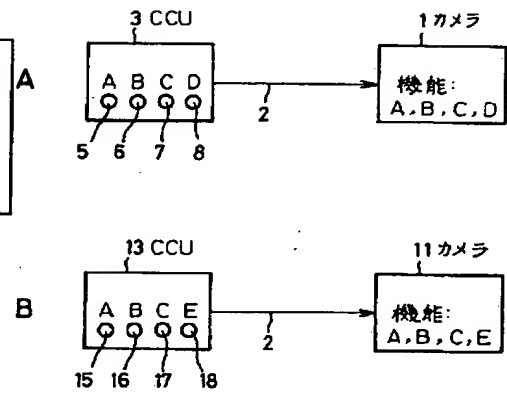 3 CCU
1 カメラ
A
A B C D
機能:
A,B,C,D
2
5 6 7 8
13 CCU
11 カメラ
B
A B C E
機能:
A,B,C,E
2
15 16 17 18